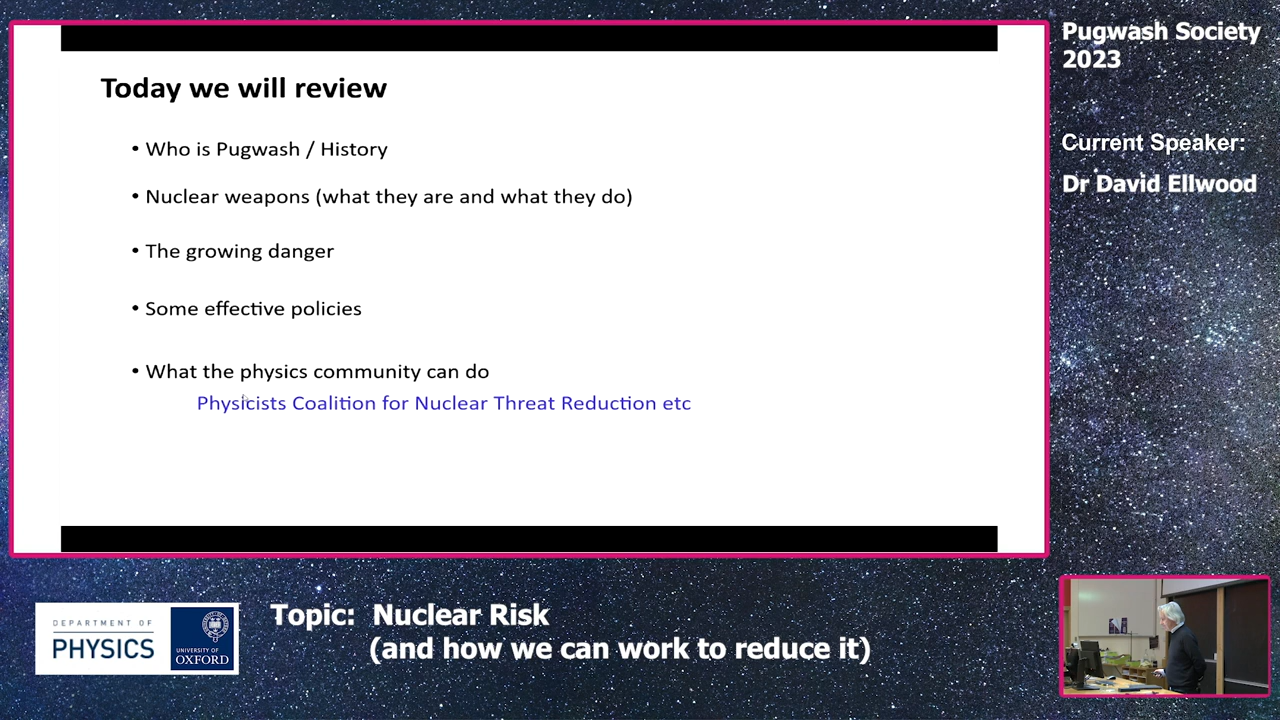 Today we will review
• Who is Pugwash / History
• Nuclear weapons (what they are and what they do)
• The growing danger
• Some effective policies
• What the physics community can do
Physicists Coalition for Nuclear Threat Reduction etc
Pugwash Society
2023
Current Speaker:
Dr David Ellwood
DEPARTMENT OF
PHYSICS
UNIVERSITY OF
OXFORD
Topic: Nuclear Risk
(and how we can work to reduce it)